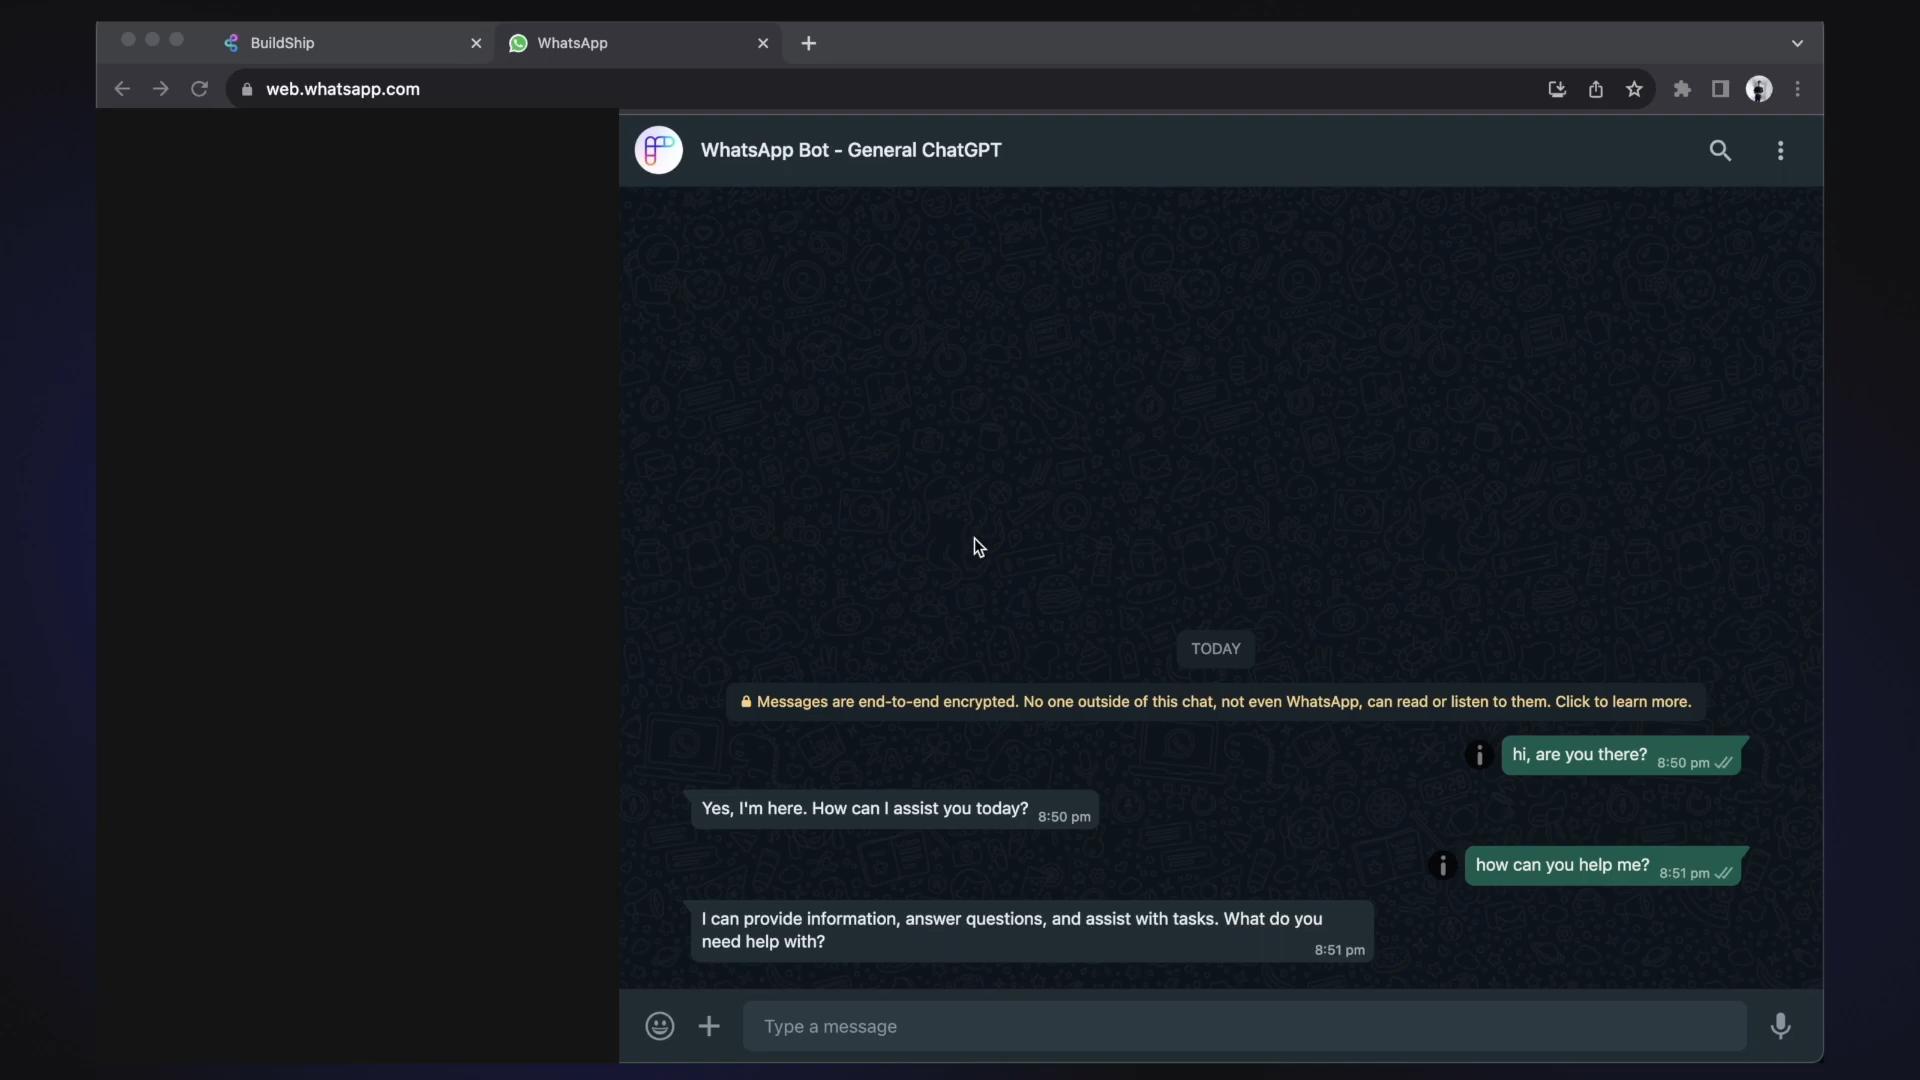 BuildShip
WhatsApp
web.whatsapp.com
WhatsApp Bot - General ChatGPT
TODAY
Messages are end-to-end encrypted. No one outside of this chat, not even WhatsApp, can read or listen to them. Click to learn more.
hi, are you there? 8:50 pm
Yes, I'm here. How can I assist you today? 8:50 pm
how can you help me? 8:51 pm
I can provide information, answer questions, and assist with tasks. What do you
need help with? 8:51 pm
Type a message